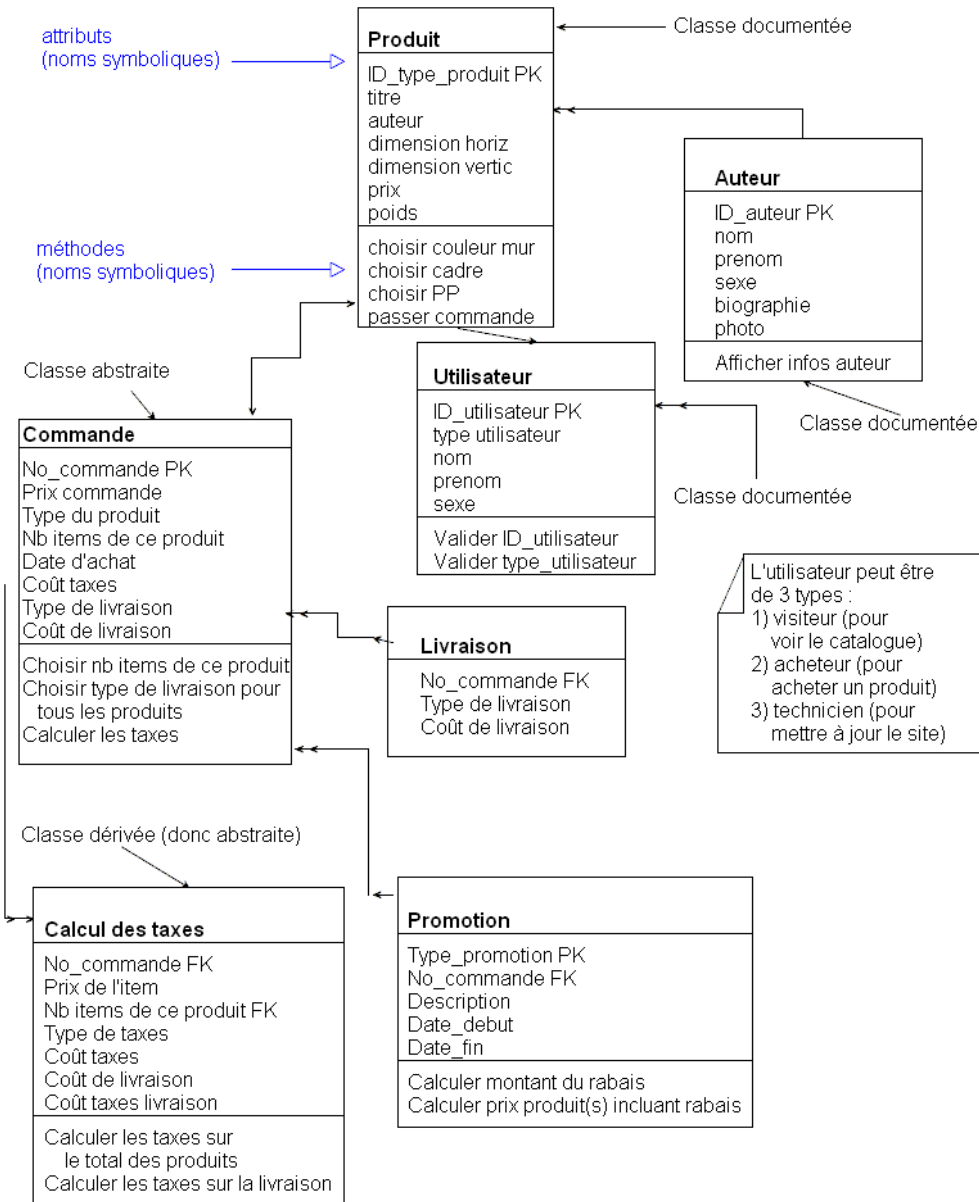 attributs
(noms symboliques)
Produit
ID_type_produit PK
titre
auteur
dimension horiz
dimension vertic
prix
poids
choisir couleur mur
choisir cadre
choisir PP
passer commande
méthodes
(noms symboliques)
Classe documentée
Auteur
ID_auteur PK
nom
prenom
sexe
biographie
photo
Afficher infos auteur
Classe documentée
Utilisateur
ID_utilisateur PK
type utilisateur
nom
prenom
sexe
Valider ID_utilisateur
Valider type_utilisateur
Classe documentée
Classe abstraite
Commande
No_commande PK
Prix commande
Type du produit
Nb items de ce produit
Date d'achat
Coût taxes
Type de livraison
Coût de livraison
Choisir nb items de ce produit
Choisir type de livraison pour
tous les produits
Calculer les taxes
Livraison
No_commande FK
Type de livraison
Coût de livraison
L'utilisateur peut être
de 3 types :
1) visiteur (pour
voir le catalogue)
2) acheteur (pour
acheter un produit)
3) technicien (pour
mettre à jour le site)
Classe dérivée (donc abstraite)
Calcul des taxes
No_commande FK
Prix de l'item
Nb items de ce produit FK
Type de taxes
Coût taxes
Coût de livraison
Coût taxes livraison
Calculer les taxes sur
le total des produits
Calculer les taxes sur la livraison
Promotion
Type_promotion PK
No_commande FK
Description
Date_debut
Date_fin
Calculer montant du rabais
Calculer prix produit(s) incluant rabais